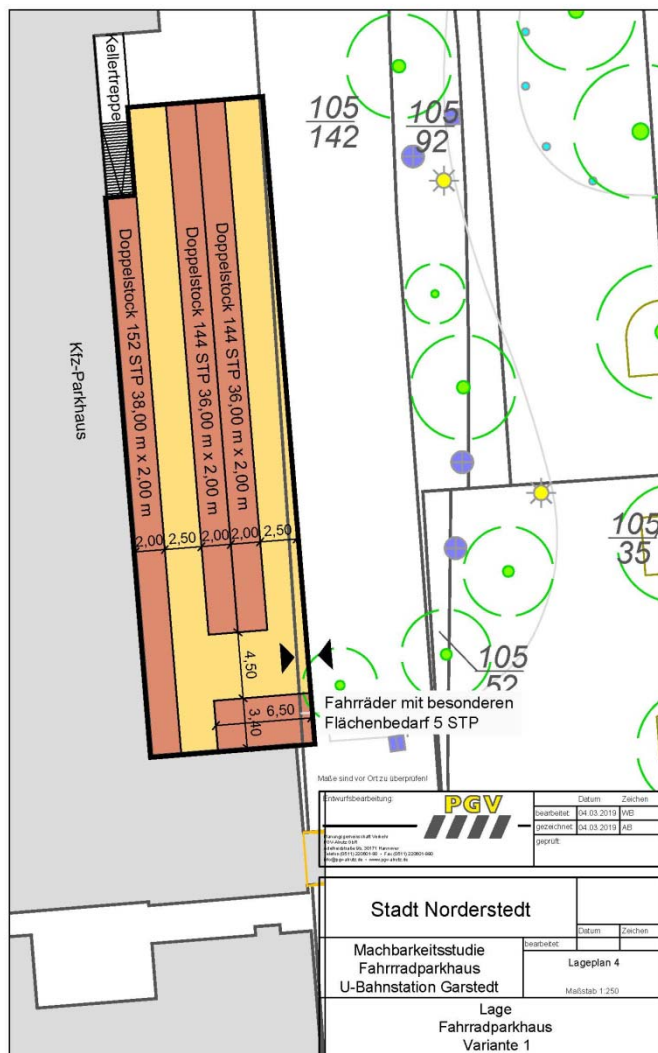 Kellertreppe
105
142
105
92
Doppelstock 152 STP 38,00 m x 2,00 m
Doppelstock 144 STP 36,00 m x 2,00 m
Doppelstock 144 STP 36,00 m x 2,00 m
Kfz-Parkhaus
2,00
2,50
2,00
2,00
2,50
105
35
4,50
105
52
6,50
3,40
Fahrräder mit besonderen
Flächenbedarf 5 STP
Maße sind vor Ort zu überprüfen!
Entwurfsbearbeitung:
PGV
Datum Zeichen
bearbeitet: 04.03.2019 WB
gezeichnet: 04.03.2019 AB
geprüft:
Stadt Norderstedt
Datum Zeichen
bearbeitet:
Machbarkeitsstudie
Fahrrradparkhaus
U-Bahnstation Garstedt
Lageplan 4
Maßstab 1:250
Lage
Fahrradparkhaus
Variante 1